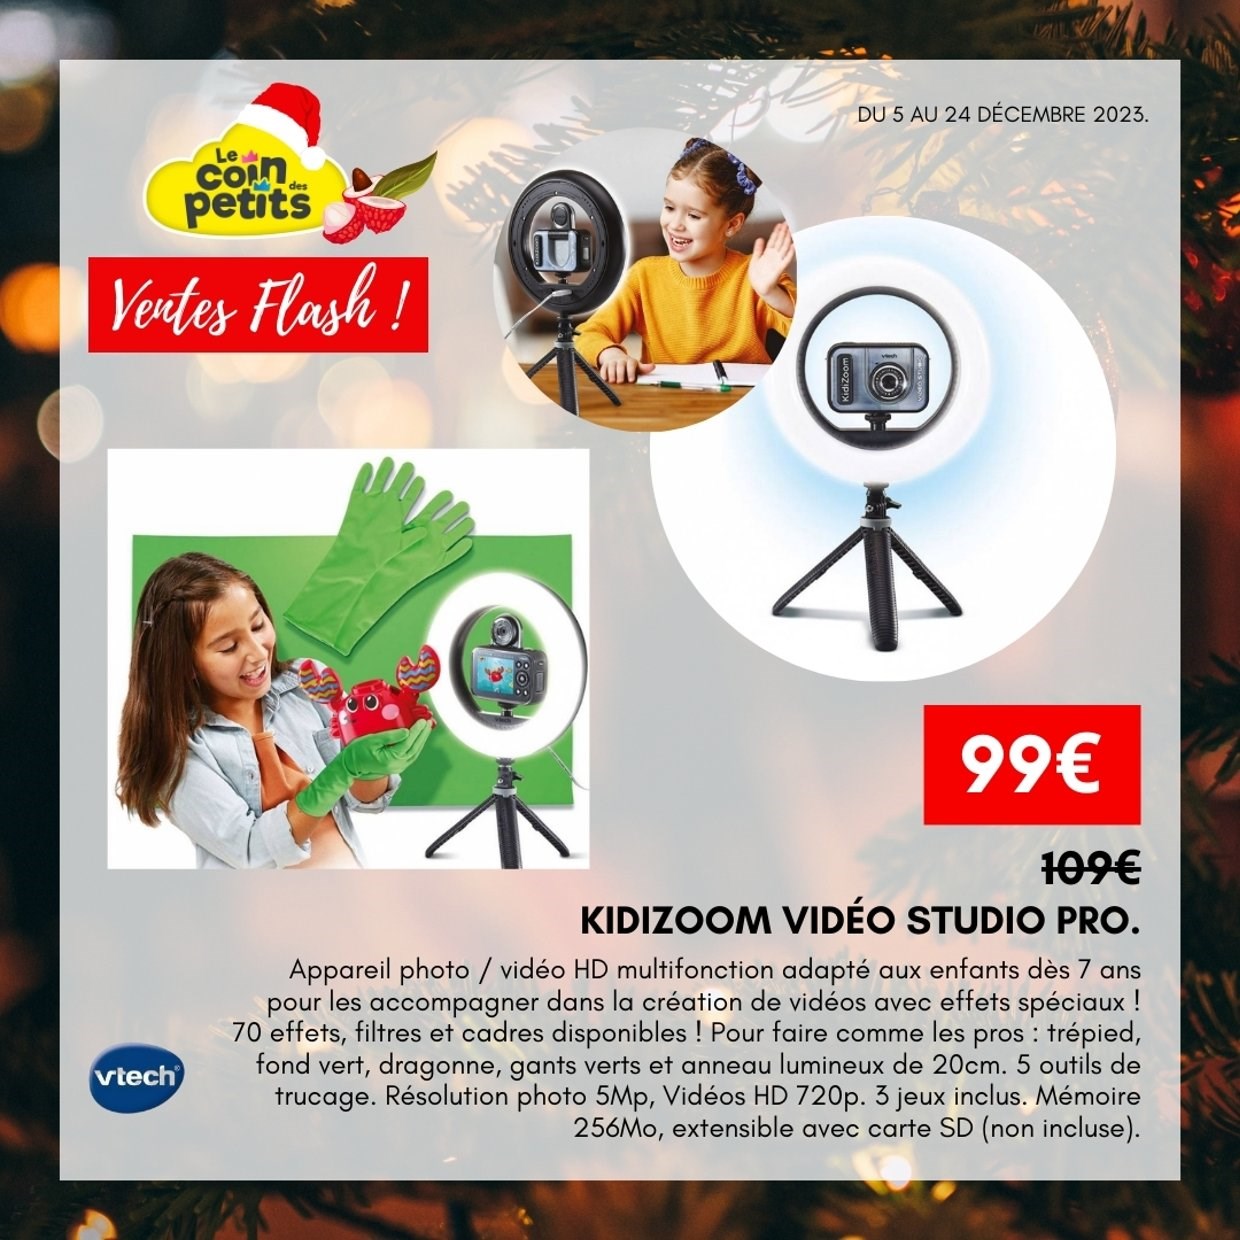 DU 5 AU 24 DÉCEMBRE 2023.
Le
coin
des
petits
Ventes Flash !
KidiZoom
vtech
99€
109€
KIDIZOOM VIDÉO STUDIO PRO.
Appareil photo / vidéo HD multifonction adapté aux enfants dès 7 ans
pour les accompagner dans la création de vidéos avec effets spéciaux !
70 effets, filtres et cadres disponibles ! Pour faire comme les pros : trépied,
fond vert, dragonne, gants verts et anneau lumineux de 20cm. 5 outils de
trucage. Résolution photo 5Mp, Vidéos HD 720p. 3 jeux inclus. Mémoire
256Mo, extensible avec carte SD (non incluse).
vtech